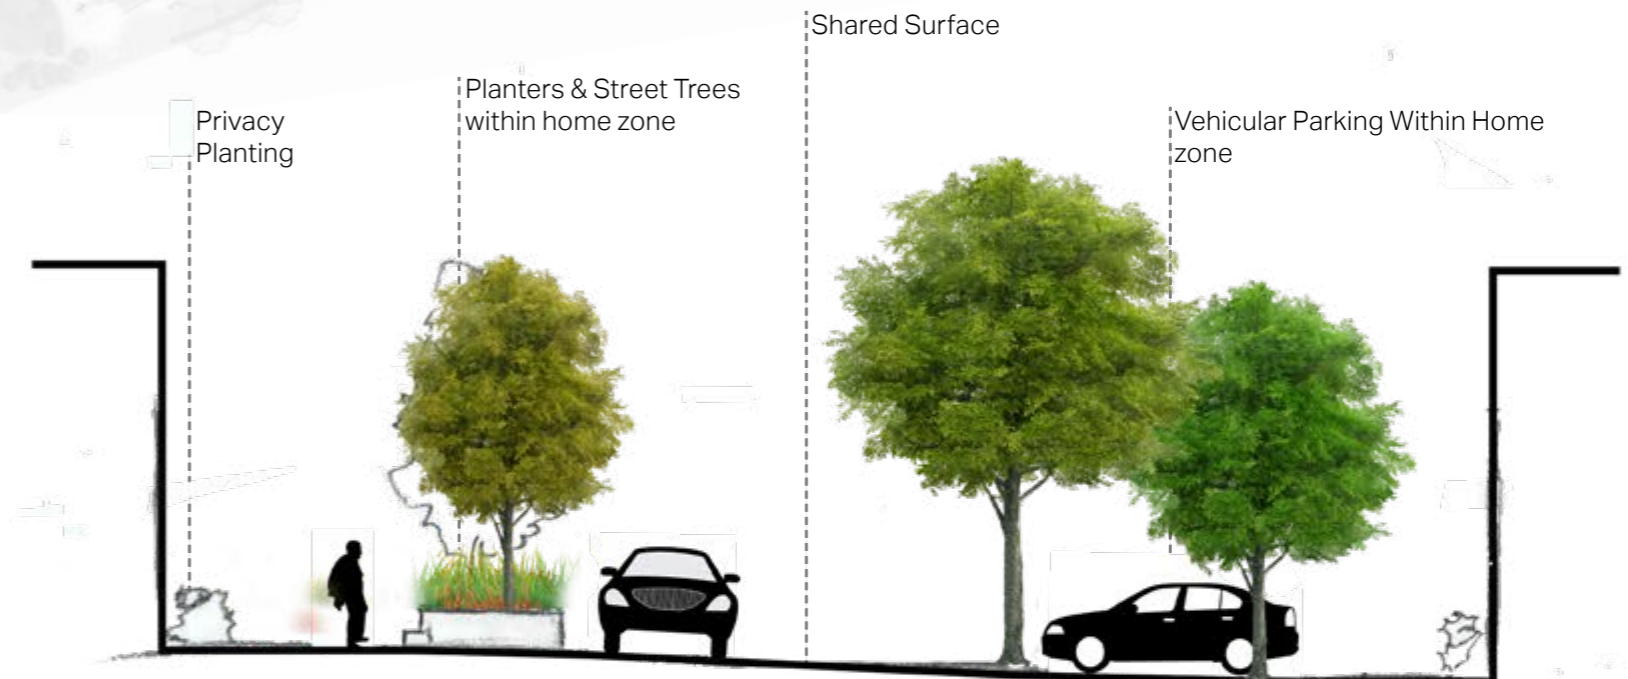 Shared Surface
Planters & Street Trees
within home zone
Privacy
Planting
Vehicular Parking Within Home
zone